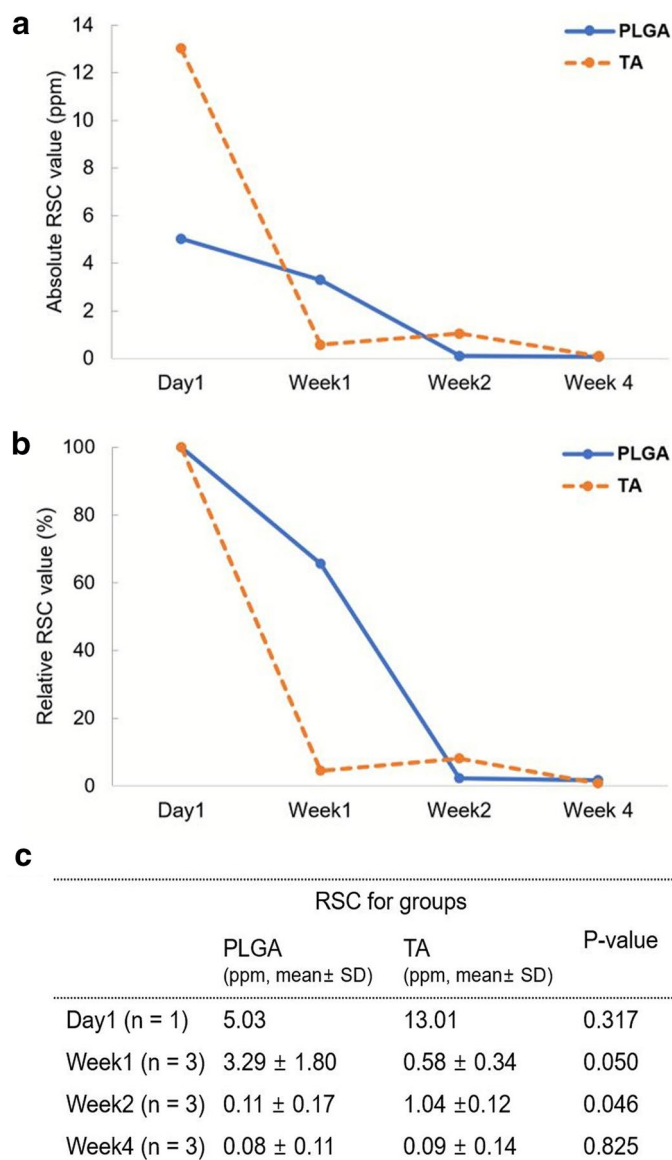 a
Absolute RSC value (ppm)
14
12
10
8
6
4
2
0
PLGA
TA
Day1 Week1 Week2 Week 4
b
Relative RSC value (%)
100
80
60
40
20
0
PLGA
TA
Day1 Week1 Week2 Week 4
c
RSC for groups
PLGA TA P-value
(ppm, mean± SD) (ppm, mean± SD)
Day1 (n = 1) 5.03 13.01 0.317
Week1 (n = 3) 3.29 ± 1.80 0.58 ± 0.34 0.050
Week2 (n = 3) 0.11 ± 0.17 1.04 ±0.12 0.046
Week4 (n = 3) 0.08 ± 0.11 0.09 ± 0.14 0.825